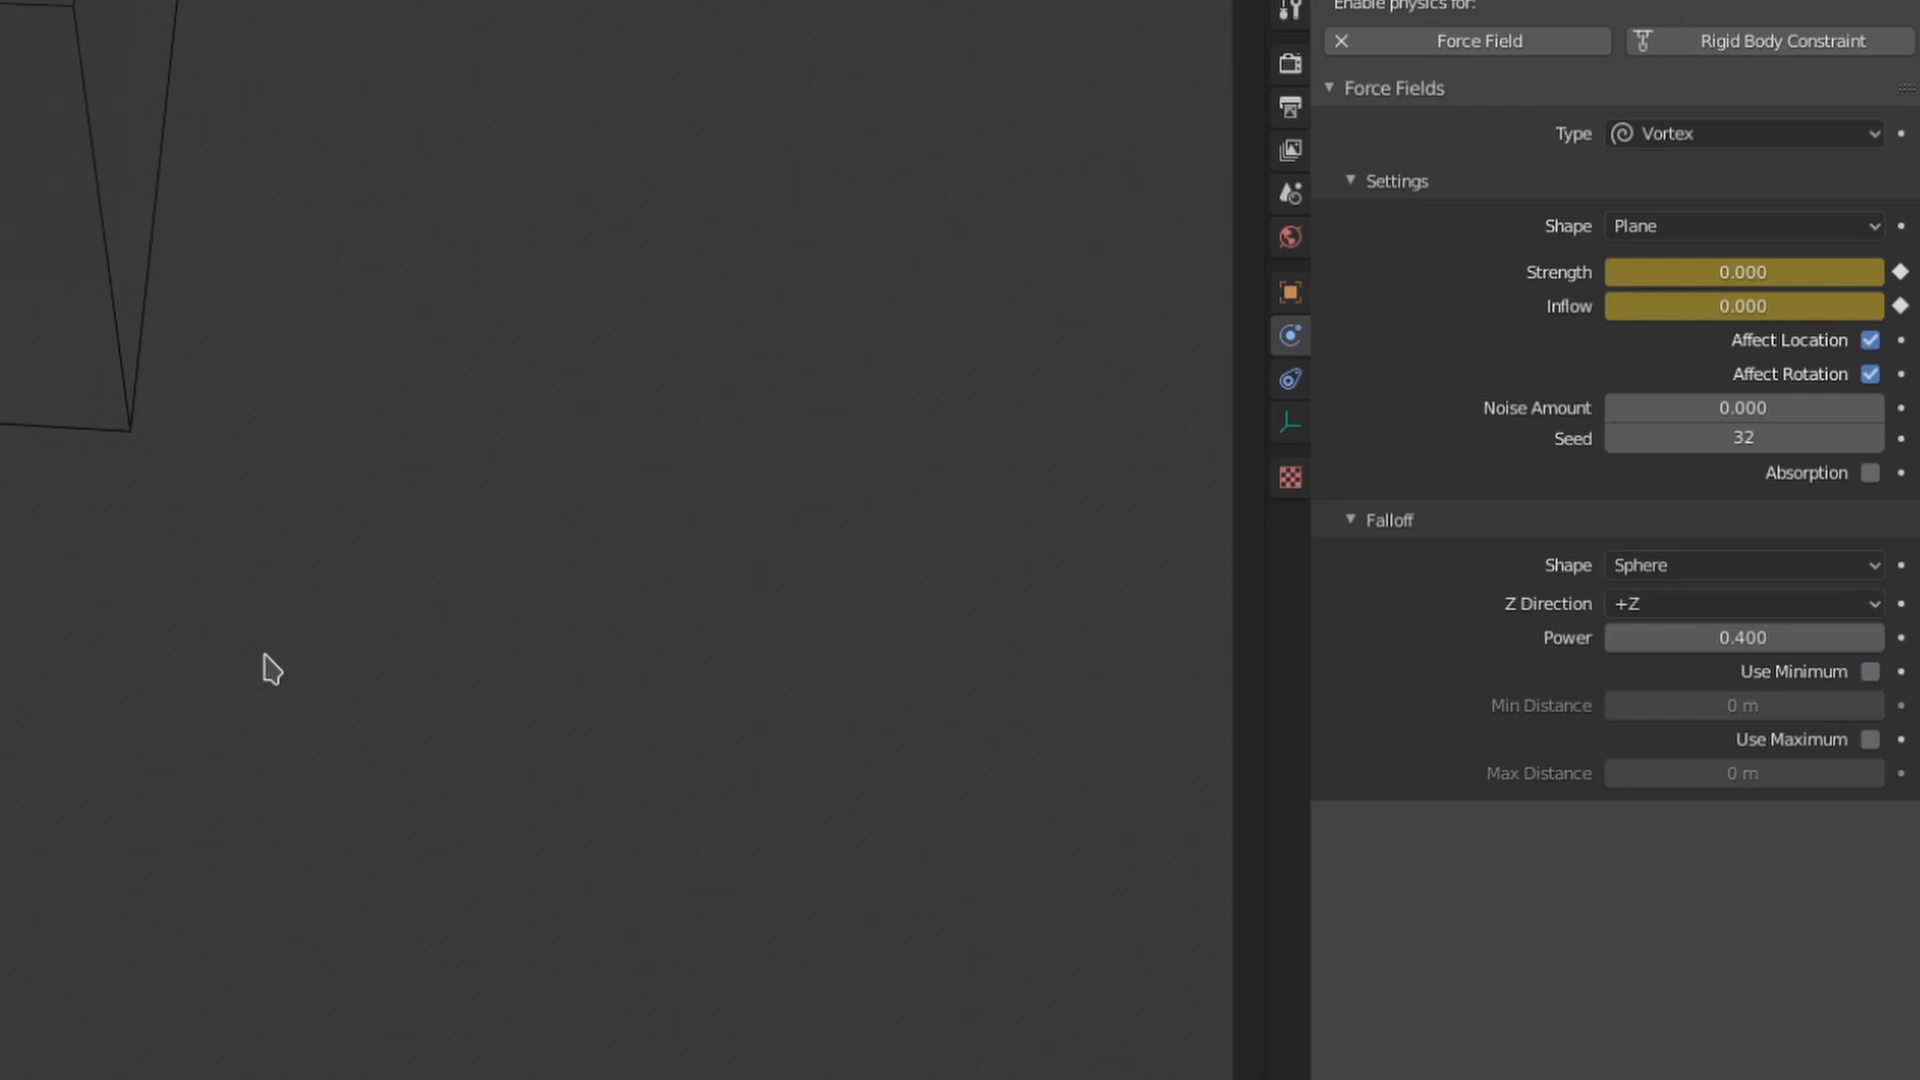 Enable physics for:
Force Field
Rigid Body Constraint
Force Fields
Type Vortex
Settings
Shape Plane
Strength 0.000
Inflow 0.000
Affect Location
Affect Rotation
Noise Amount 0.000
Seed 32
Absorption
Falloff
Shape Sphere
Z Direction +Z
Power 0.400
Use Minimum
Min Distance 0 m
Use Maximum
Max Distance 0 m